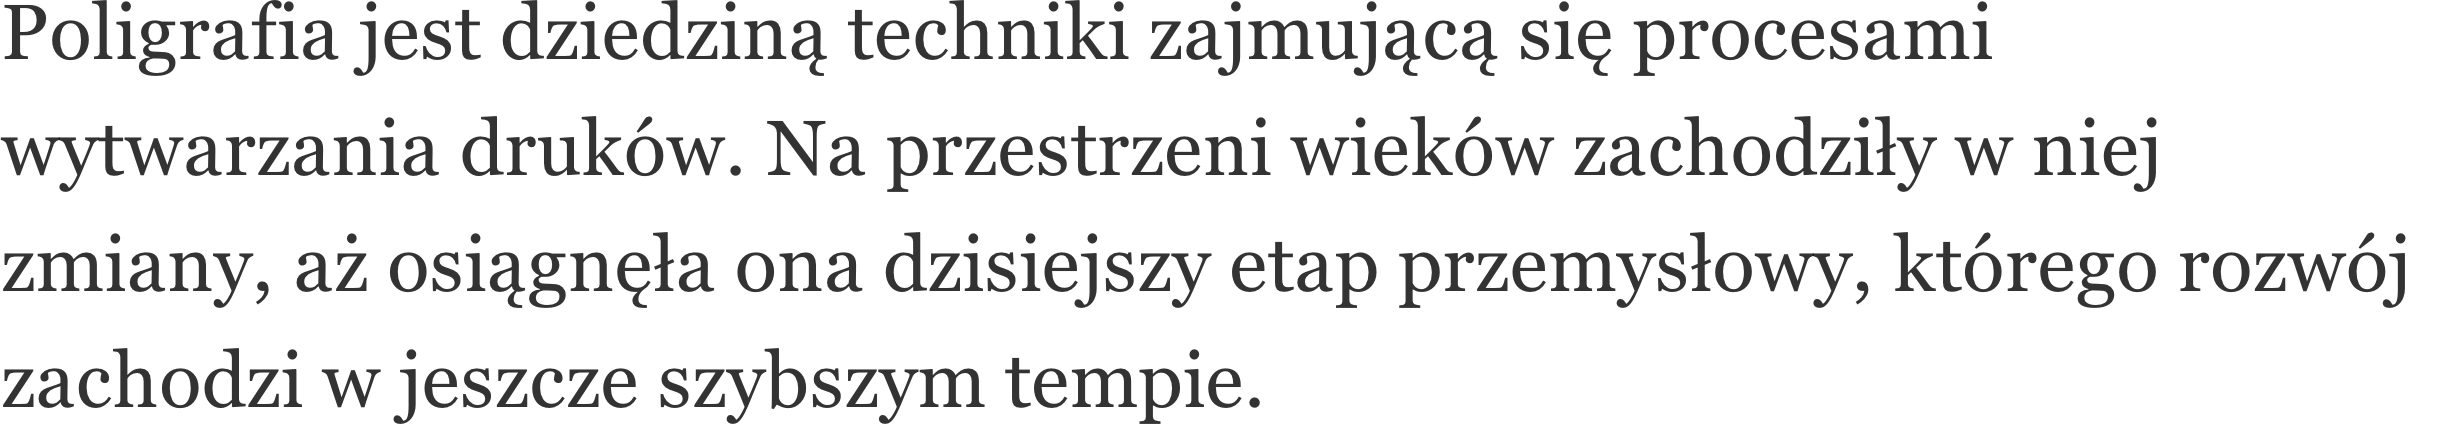 Poligrafia jest dziedziną techniki zajmującą się procesami
wytwarzania druków. Na przestrzeni wieków zachodziły w niej
zmiany, aż osiągnęła ona dzisiejszy etap przemysłowy, którego rozwój
zachodzi w jeszcze szybszym tempie.